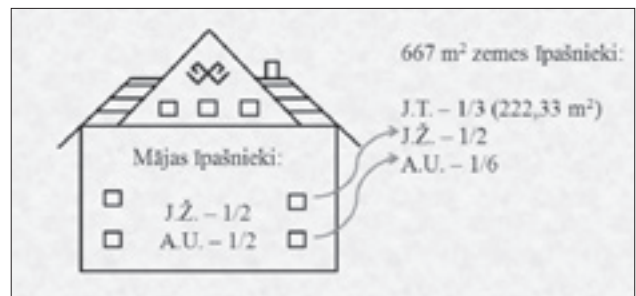 667 m² zemes īpašnieki:
J.T. – 1/3 (222,33 m²)
J.Ž. – 1/2
A.U. – 1/6
Mājas īpašnieki:
J.Ž. – 1/2
A.U. – 1/2